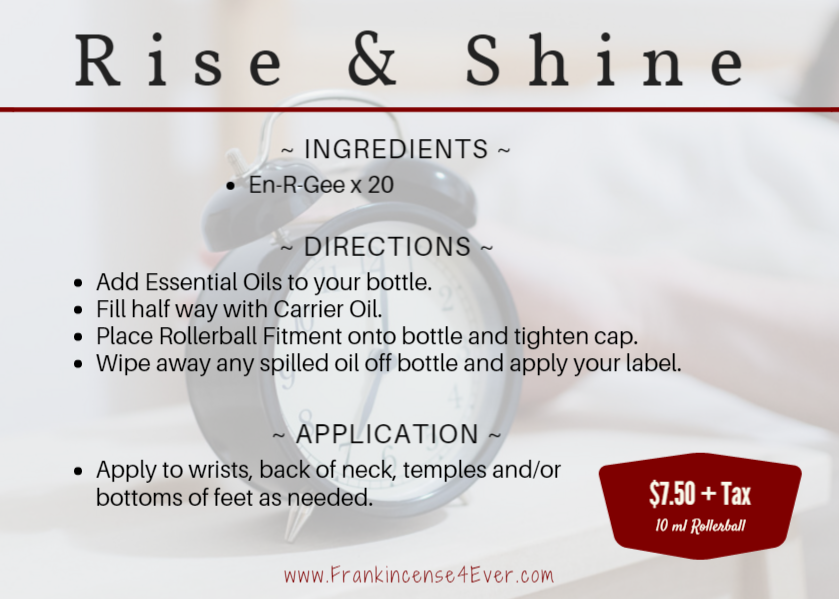 Rise & Shine
~ INGREDIENTS ~
• En-R-Gee x 20
~ DIRECTIONS ~
• Add Essential Oils to your bottle.
• Fill half way with Carrier Oil.
• Place Rollerball Fitment onto bottle and tighten cap.
• Wipe away any spilled oil off bottle and apply your label.
~ APPLICATION ~
• Apply to wrists, back of neck, temples and/or
bottoms of feet as needed.
$7.50 + Tax
10 ml Rollerball
www.Frankincense4Ever.com